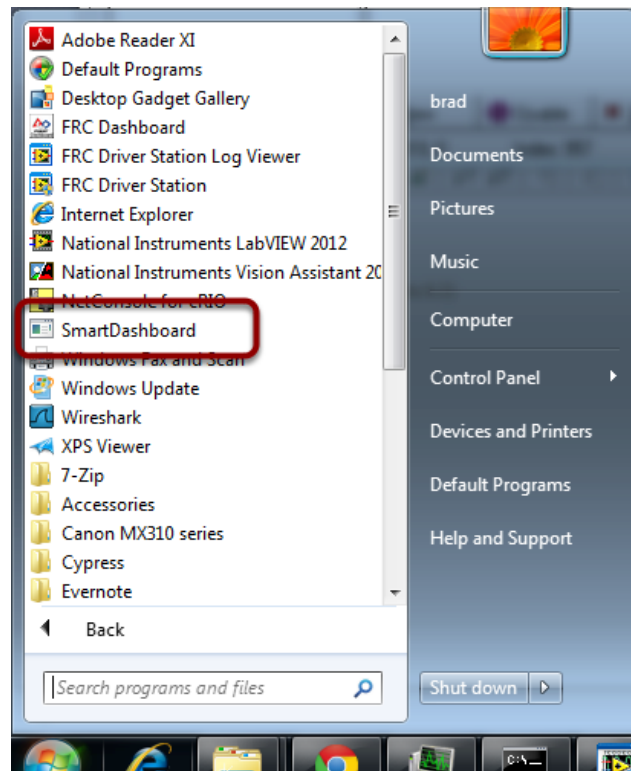 Adobe Reader XI
Default Programs
Desktop Gadget Gallery
FRC Dashboard
FRC Driver Station Log Viewer
FRC Driver Station
Internet Explorer
National Instruments LabVIEW 2012
National Instruments Vision Assistant 20
NetConsole for cRIO
SmartDashboard
Windows Fax and Scan
Windows Update
Wireshark
XPS Viewer
7-Zip
Accessories
Canon MX310 series
Cypress
Evernote
Back
Search programs and files
brad
Documents
Pictures
Music
Computer
Control Panel
Devices and Printers
Default Programs
Help and Support
Shut down
C:\_